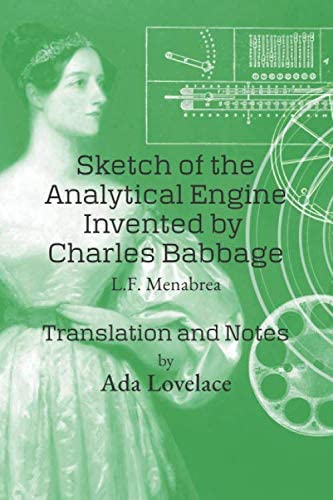 Sketch of the
Analytical Engine
Invented by
Charles Babbage
L.F. Menabrea
Translation and Notes
by
Ada Lovelace